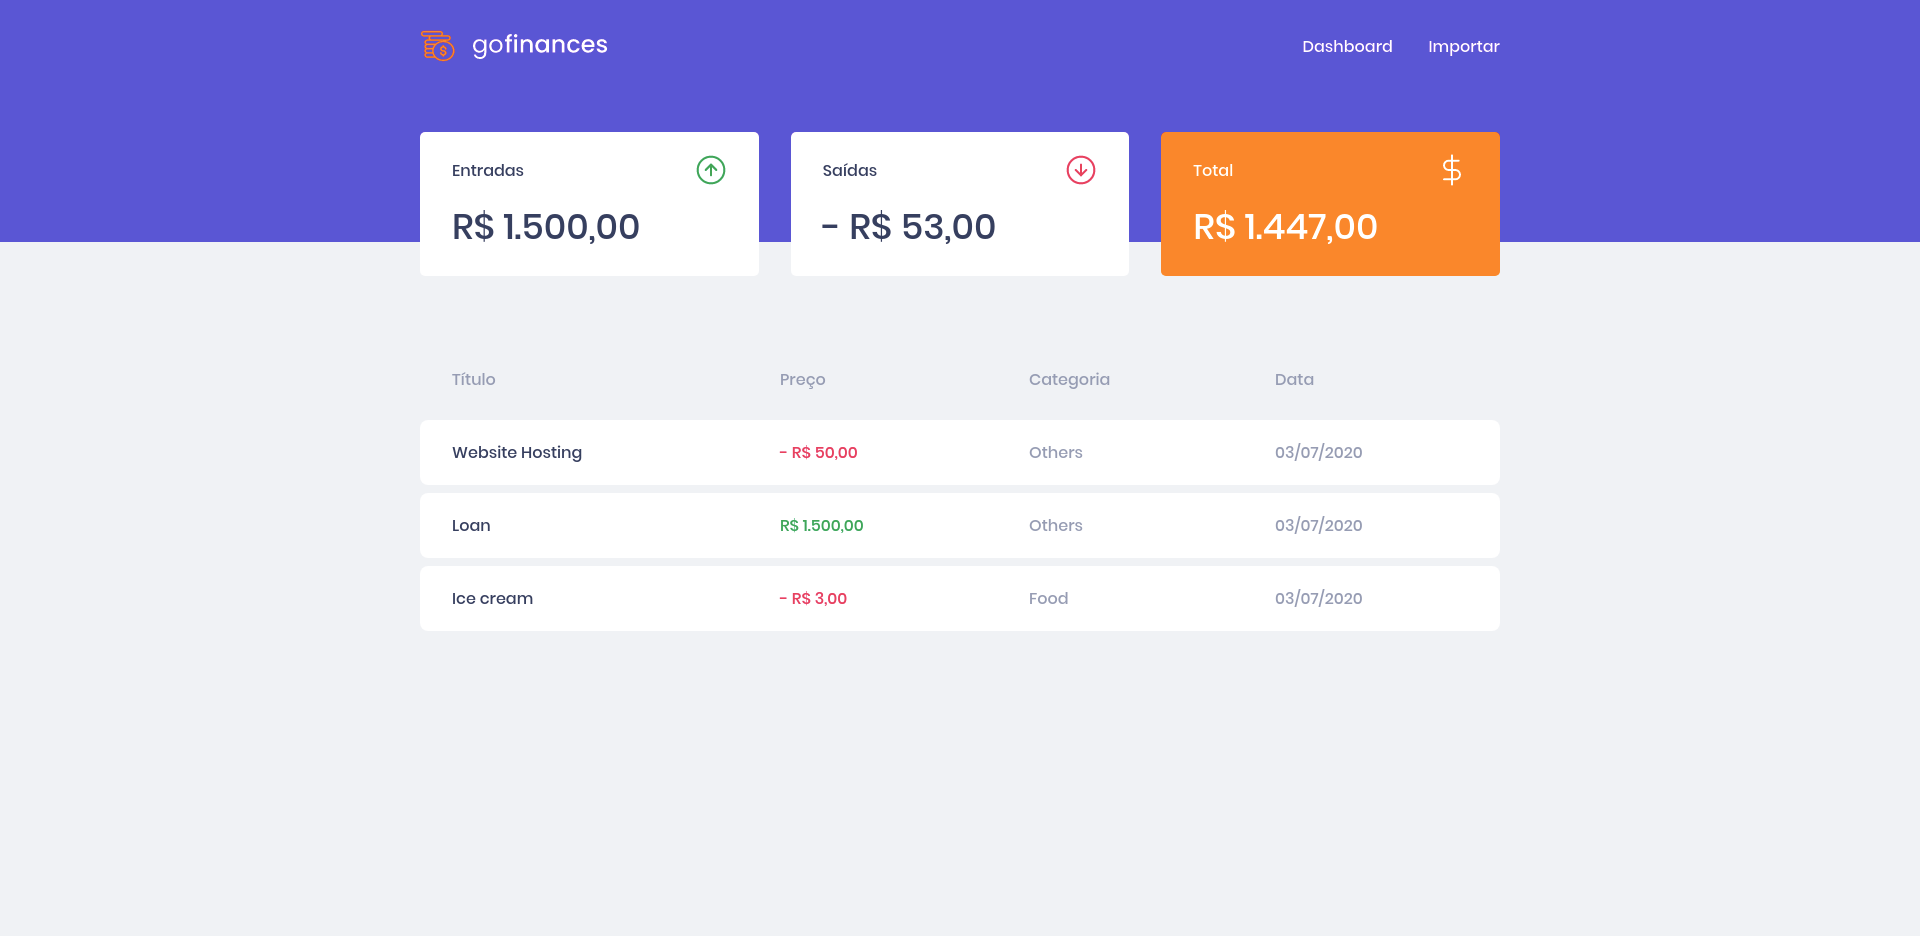 gofinances Dashboard Importar
Entradas Saídas Total
R$ 1.500,00 - R$ 53,00 R$ 1.447,00
Título Preço Categoria Data
Website Hosting - R$ 50,00 Others 03/07/2020
Loan R$ 1.500,00 Others 03/07/2020
Ice cream - R$ 3,00 Food 03/07/2020